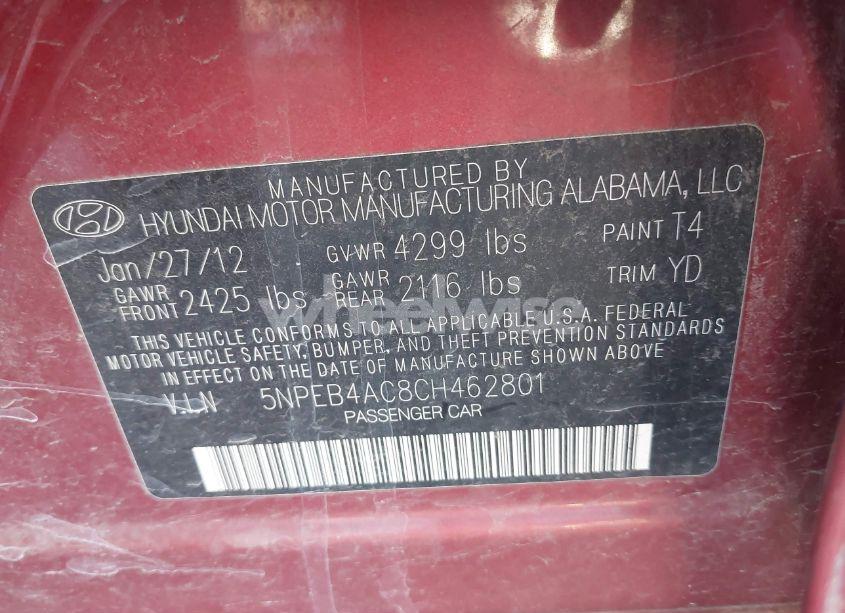 MANUFACTURED BY
HYUNDAI MOTOR MANUFACTURING ALABAMA, LLC
Jan/27/12 GVWR 4299 lbs PAINT T4
GAWR FRONT 2425 lbs GAWR REAR 2116 lbs TRIM YD
THIS VEHICLE CONFORMS TO ALL APPLICABLE U.S.A. FEDERAL
MOTOR VEHICLE SAFETY, BUMPER, AND THEFT PREVENTION STANDARDS
IN EFFECT ON THE DATE OF MANUFACTURE SHOWN ABOVE
V.I.N 5NPEB4AC8CH462801
PASSENGER CAR
wheelwise